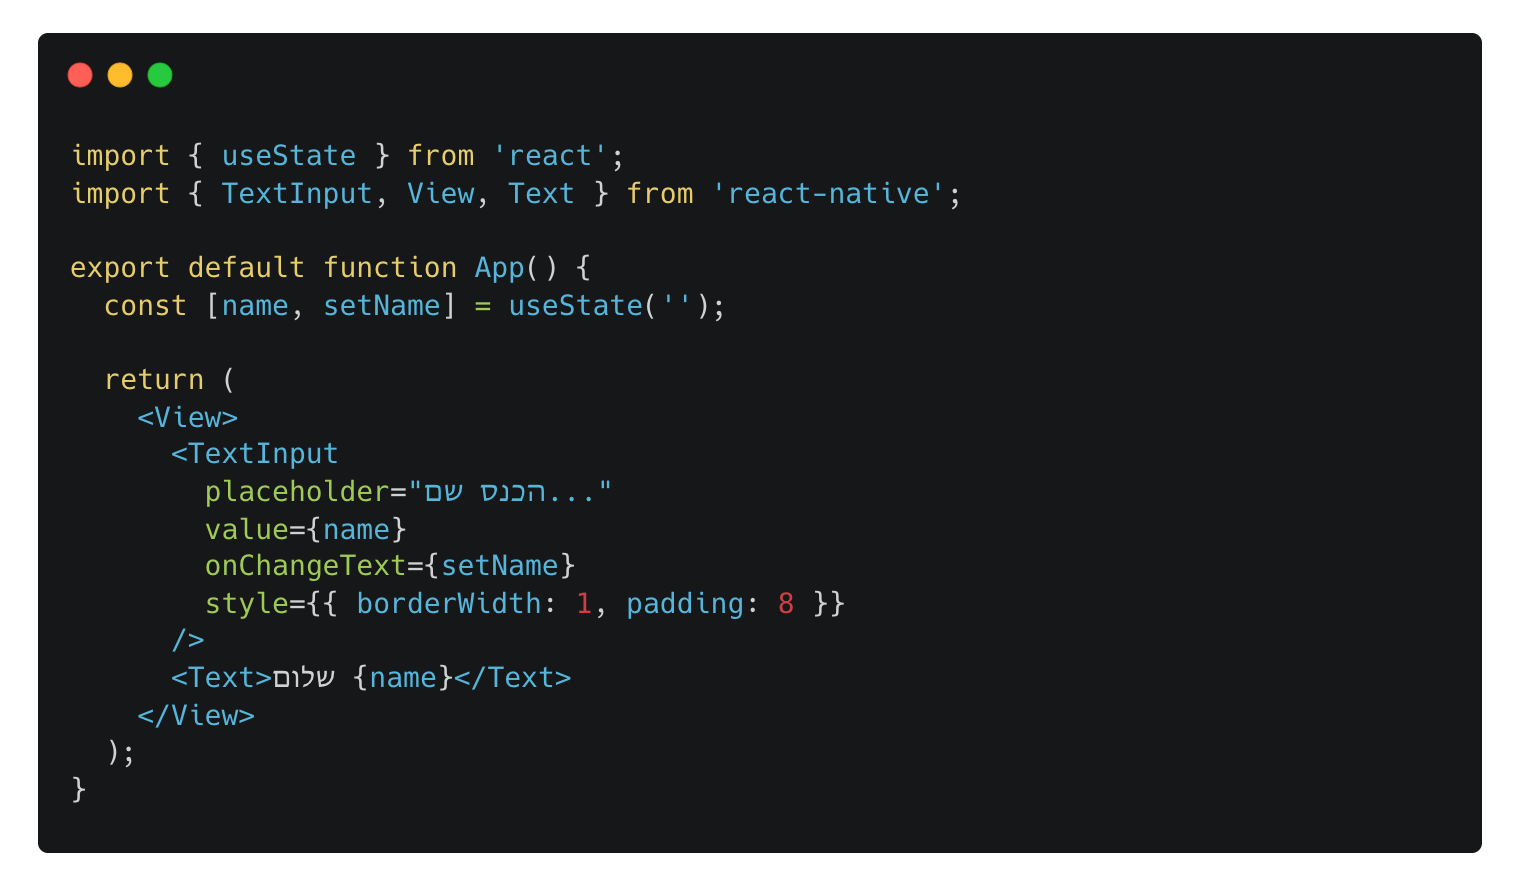 import { useState } from 'react';
import { TextInput, View, Text } from 'react-native';
export default function App() {
  const [name, setName] = useState('');
  return (
    <View>
      <TextInput
        placeholder="הכנס שם..."
        value={name}
        onChangeText={setName}
        style={{ borderWidth: 1, padding: 8 }}
      />
      <Text>שלום {name}</Text>
    </View>
  );
}